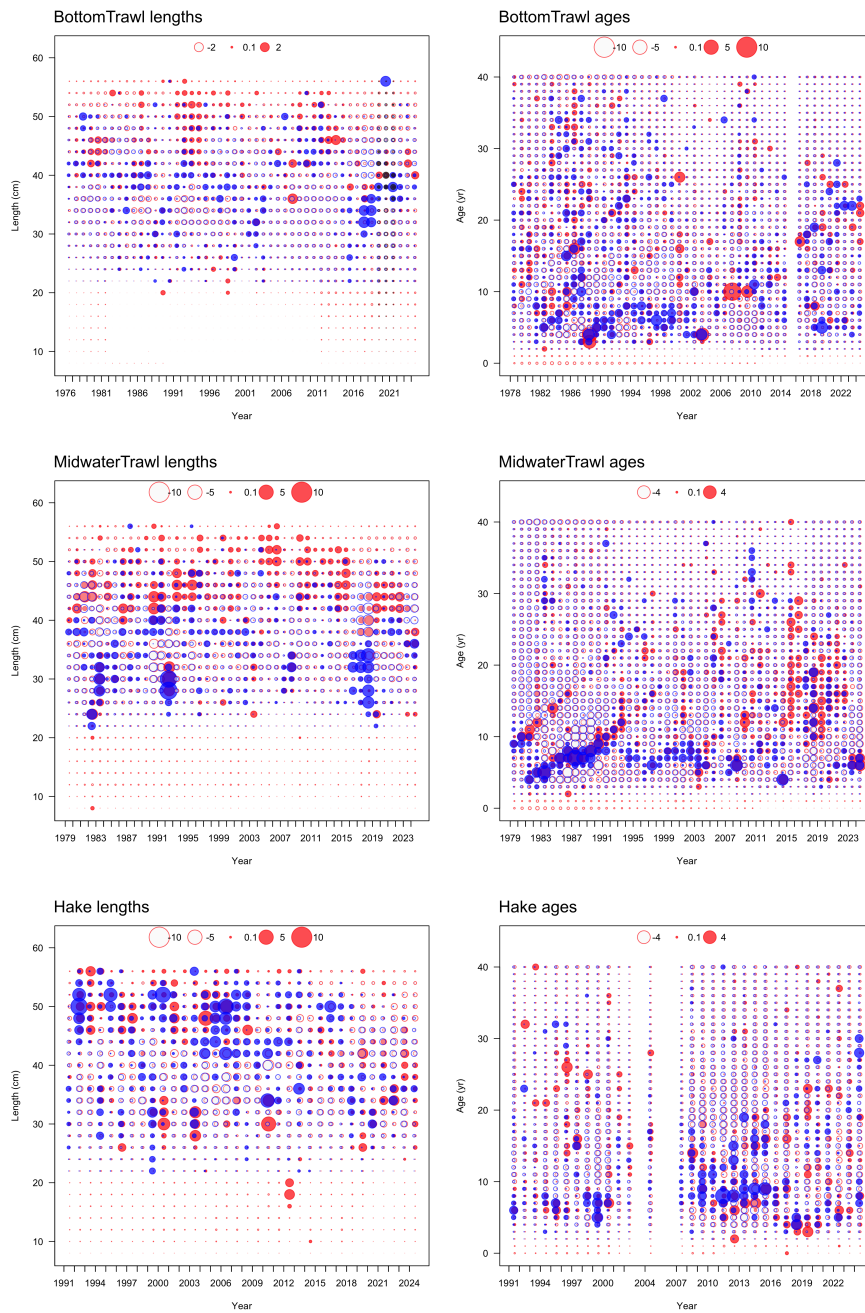 BottomTrawl lengths
-2 0.1 2
60
50
40
30
20
10
Length (cm)
1976 1981 1986 1991 1996 2001 2006 2011 2016 2021
Year
BottomTrawl ages
-10 -5 0.1 5 10
40
30
20
10
0
Age (yr)
1978 1982 1986 1990 1994 1998 2002 2006 2010 2014 2018 2022
Year
MidwaterTrawl lengths
-10 -5 0.1 5 10
60
50
40
30
20
10
Length (cm)
1979 1983 1987 1991 1995 1999 2003 2007 2011 2015 2019 2023
Year
MidwaterTrawl ages
-4 0.1 4
40
30
20
10
0
Age (yr)
1979 1983 1987 1991 1995 1999 2003 2007 2011 2015 2019 2023
Year
Hake lengths
-10 -5 0.1 5 10
60
50
40
30
20
10
Length (cm)
1991 1994 1997 2000 2003 2006 2009 2012 2015 2018 2021 2024
Year
Hake ages
-4 0.1 4
40
30
20
10
0
Age (yr)
1991 1994 1997 2000 2004 2007 2010 2013 2016 2019 2022
Year